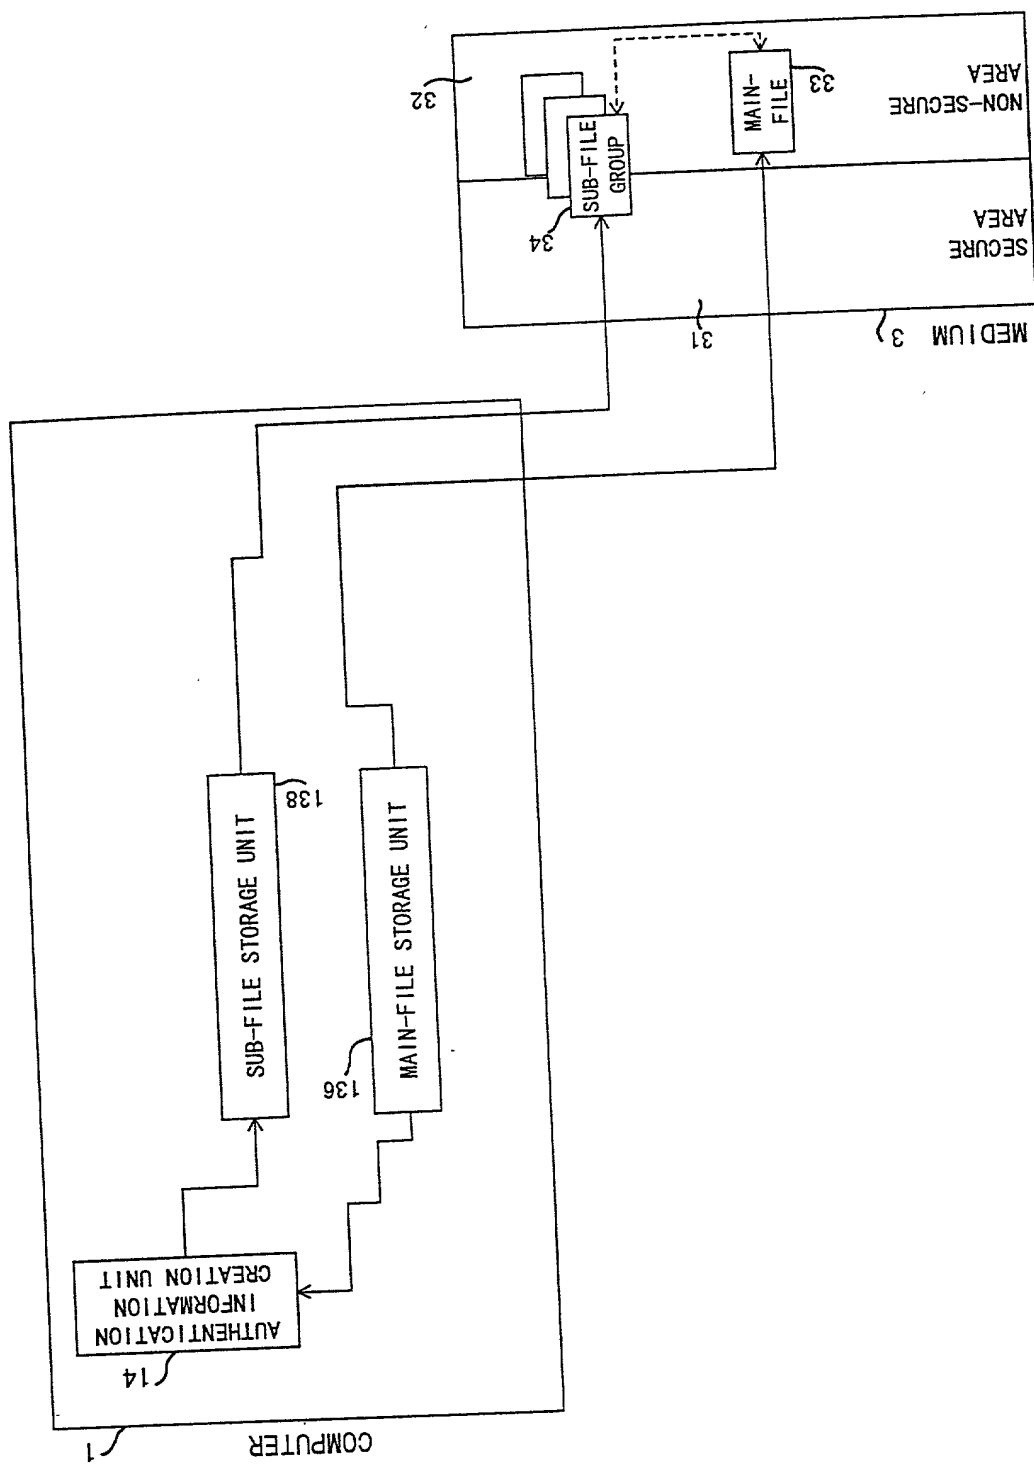 COMPUTER
1
14
AUTHENTICATION
INFORMATION
CREATION UNIT
136
MAIN-FILE STORAGE UNIT
SUB-FILE STORAGE UNIT
138
MEDIUM 3
31
SECURE
AREA
34
SUB-FILE
GROUP
MAIN-
FILE
33
32
NON-SECURE
AREA